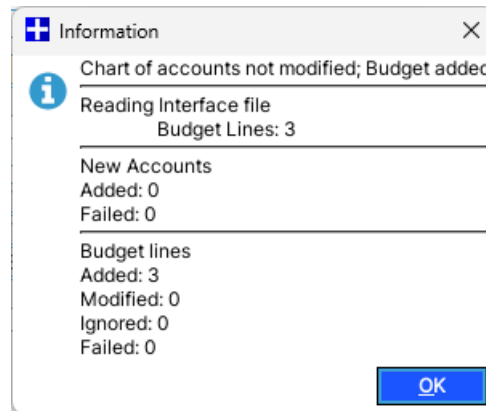 Information
Chart of accounts not modified; Budget added
Reading Interface file
Budget Lines: 3
New Accounts
Added: 0
Failed: 0
Budget lines
Added: 3
Modified: 0
Ignored: 0
Failed: 0
OK